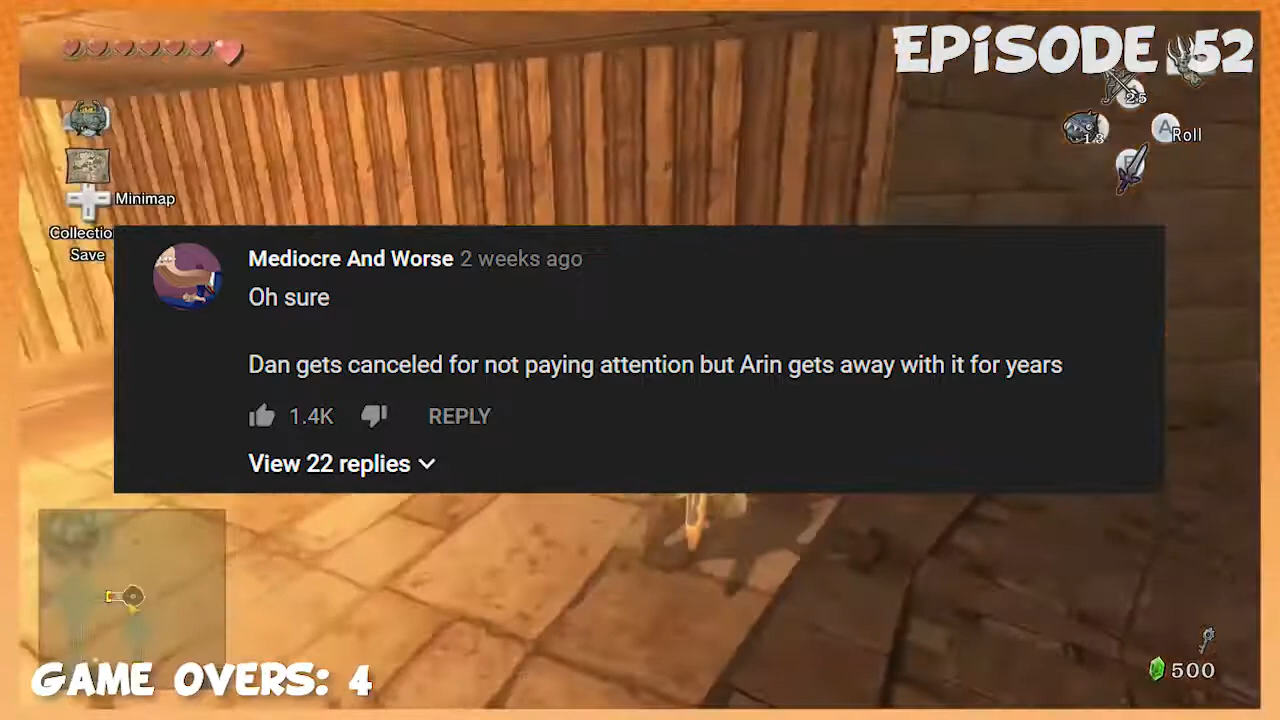 EPISODE 52
25
13
A
Roll
Minimap
Collectio
Save
Mediocre And Worse 2 weeks ago
Oh sure
Dan gets canceled for not paying attention but Arin gets away with it for years
1.4K REPLY
View 22 replies
GAME OVERS: 4
500